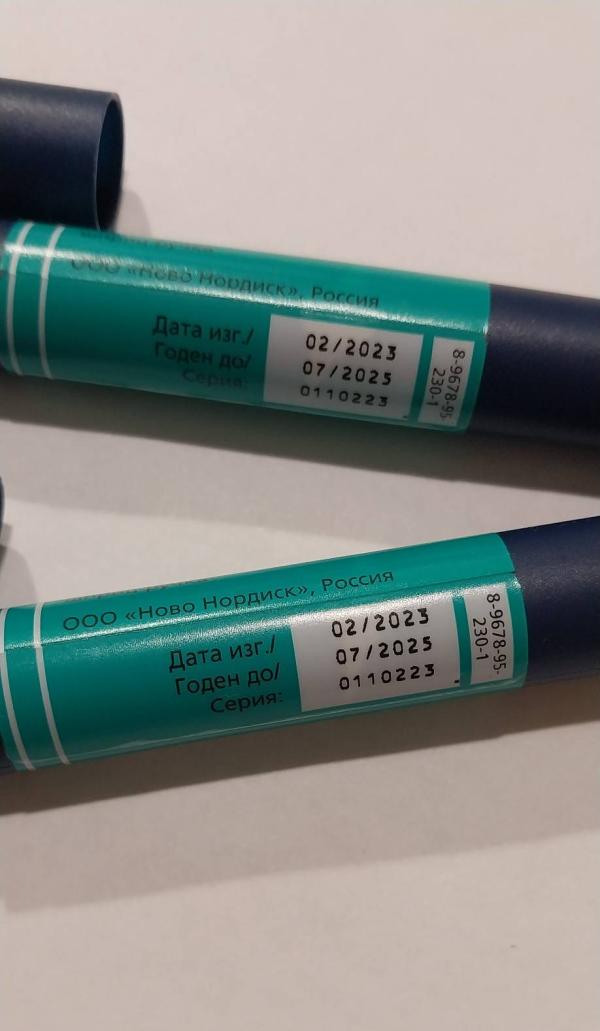 ООО «Ново Нордиск», Россия
Дата изг./ 02/2023
Годен до/ 07/2025
Серия: 0110223
8-9678-95-
230-1
ООО «Ново Нордиск», Россия
Дата изг./ 02/2023
Годен до/ 07/2025
Серия: 0110223
8-9678-95-
230-1